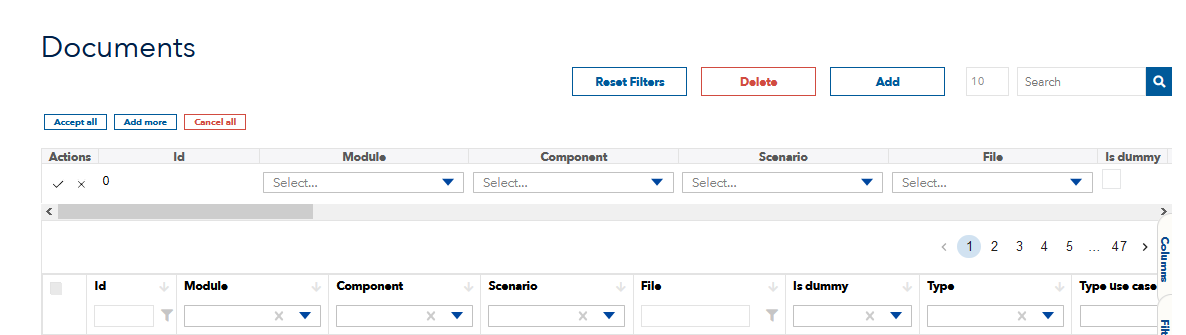 Documents
Reset Filters Delete Add 10 Search
Accept all Add more Cancel all
Actions Id Module Component Scenario File Is dummy
0 Select... Select... Select... Select...
1 2 3 4 5 ... 47
Columns
Id Module Component Scenario File Is dummy Type Type use case